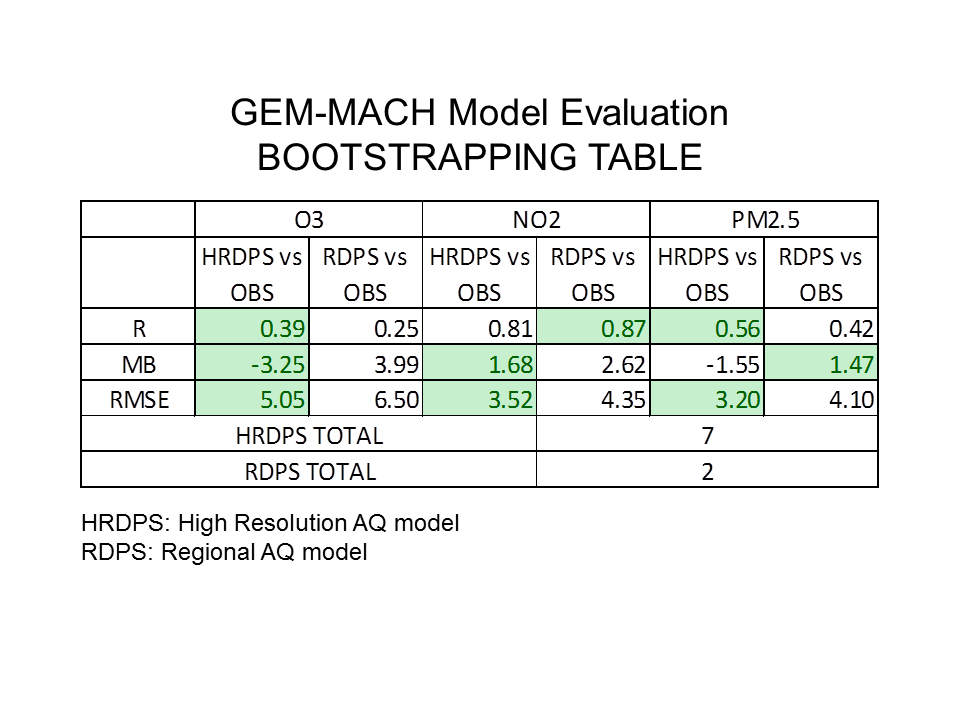 GEM-MACH Model Evaluation
BOOTSTRAPPING TABLE
O3 NO2 PM2.5
HRDPS vs RDPS vs HRDPS vs RDPS vs HRDPS vs RDPS vs
OBS OBS OBS OBS OBS OBS
R 0.39 0.25 0.81 0.87 0.56 0.42
MB -3.25 3.99 1.68 2.62 -1.55 1.47
RMSE 5.05 6.50 3.52 4.35 3.20 4.10
HRDPS TOTAL 7
RDPS TOTAL 2
HRDPS: High Resolution AQ model
RDPS: Regional AQ model